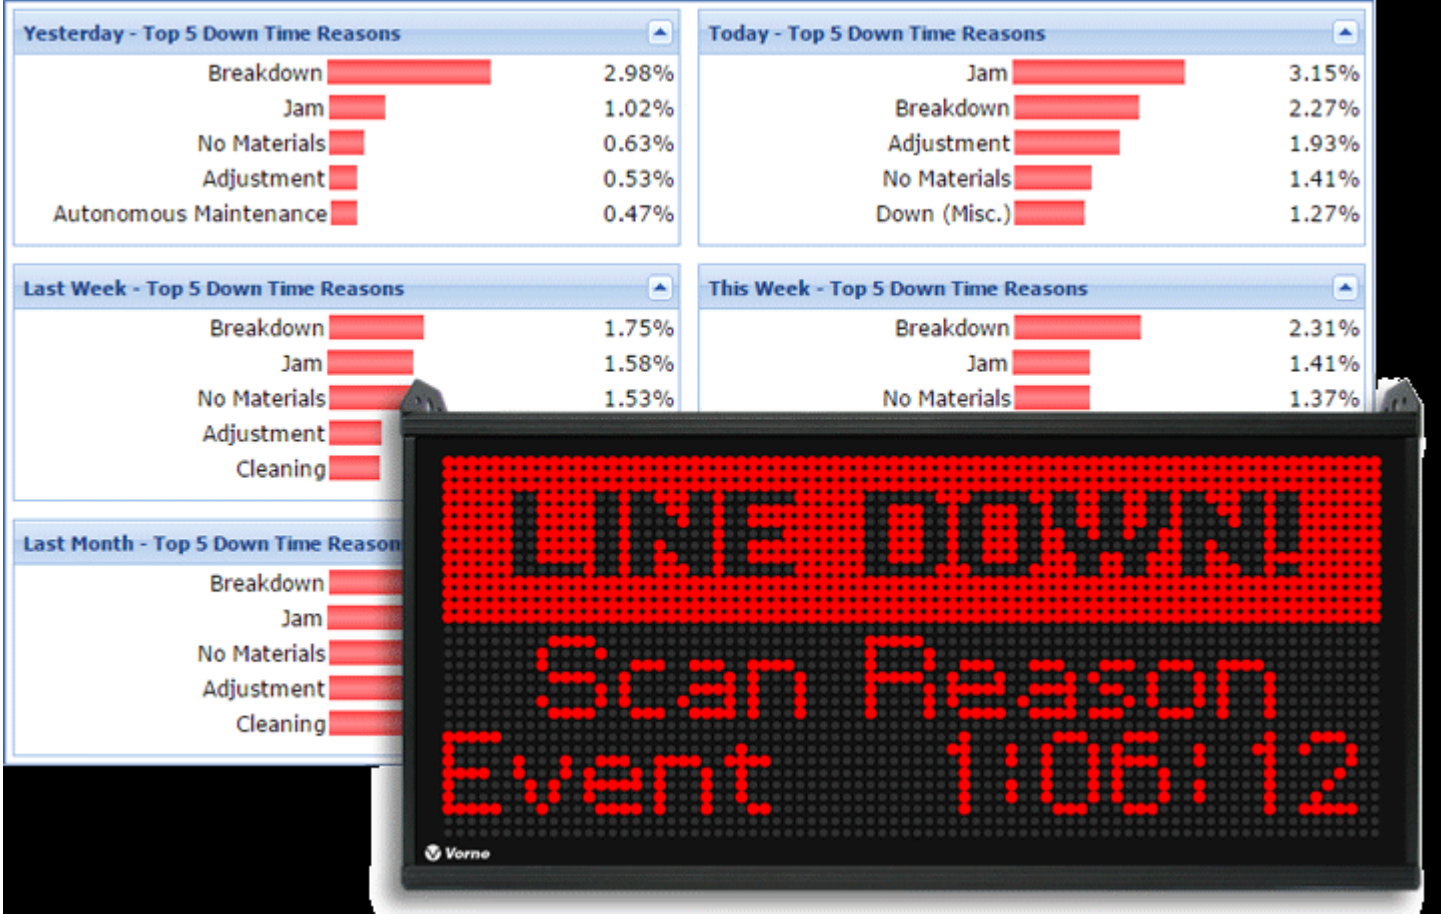 Yesterday - Top 5 Down Time Reasons
Breakdown 2.98%
Jam 1.02%
No Materials 0.63%
Adjustment 0.53%
Autonomous Maintenance 0.47%
Today - Top 5 Down Time Reasons
Jam 3.15%
Breakdown 2.27%
Adjustment 1.93%
No Materials 1.41%
Down (Misc.) 1.27%
Last Week - Top 5 Down Time Reasons
Breakdown 1.75%
Jam 1.58%
No Materials 1.53%
Adjustment
Cleaning
This Week - Top 5 Down Time Reasons
Breakdown 2.31%
Jam 1.41%
No Materials 1.37%
Last Month - Top 5 Down Time Reason
Breakdown
Jam
No Materials
Adjustment
Cleaning
LINE DOWN!
Scan Reason
Event 1:06:12
Vorne